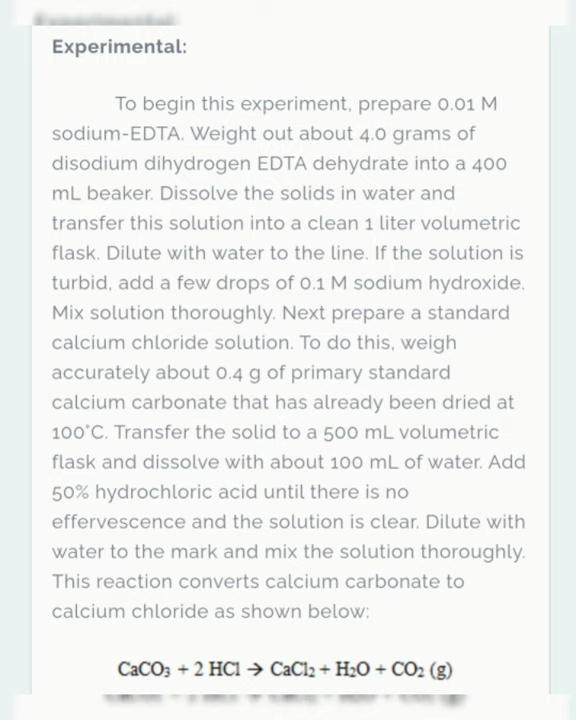 Experimental:
To begin this experiment, prepare 0.01 M
sodium-EDTA. Weight out about 4.0 grams of
disodium dihydrogen EDTA dehydrate into a 400
mL beaker. Dissolve the solids in water and
transfer this solution into a clean 1 liter volumetric
flask. Dilute with water to the line. If the solution is
turbid, add a few drops of 0.1 M sodium hydroxide.
Mix solution thoroughly. Next prepare a standard
calcium chloride solution. To do this, weigh
accurately about 0.4 g of primary standard
calcium carbonate that has already been dried at
100˚C. Transfer the solid to a 500 mL volumetric
flask and dissolve with about 100 mL of water. Add
50% hydrochloric acid until there is no
effervescence and the solution is clear. Dilute with
water to the mark and mix the solution thoroughly.
This reaction converts calcium carbonate to
calcium chloride as shown below:
CaCO₃ + 2 HCl → CaCl₂ + H₂O + CO₂ (g)